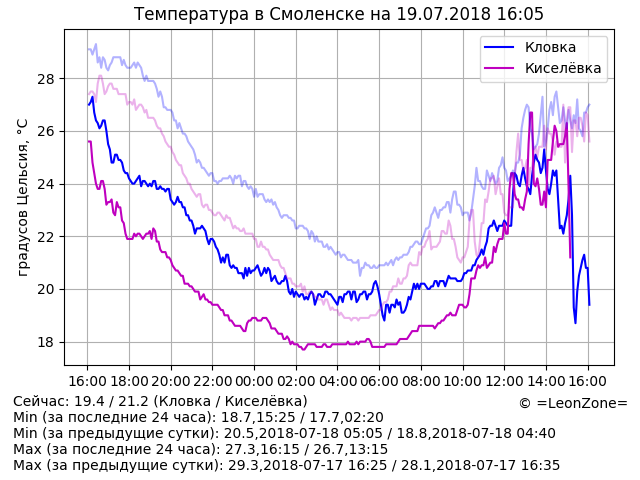 Температура в Смоленске на 19.07.2018 16:05
Кловка
Киселёвка
градусов Цельсия, °C
28
26
24
22
20
18
16:00 18:00 20:00 22:00 00:00 02:00 04:00 06:00 08:00 10:00 12:00 14:00 16:00
© =LeonZone=
Сейчас: 19.4 / 21.2 (Кловка / Киселёвка)
Min (за последние 24 часа): 18.7,15:25 / 17.7,02:20
Min (за предыдущие сутки): 20.5,2018-07-18 05:05 / 18.8,2018-07-18 04:40
Max (за последние 24 часа): 27.3,16:15 / 26.7,13:15
Max (за предыдущие сутки): 29.3,2018-07-17 16:25 / 28.1,2018-07-17 16:35